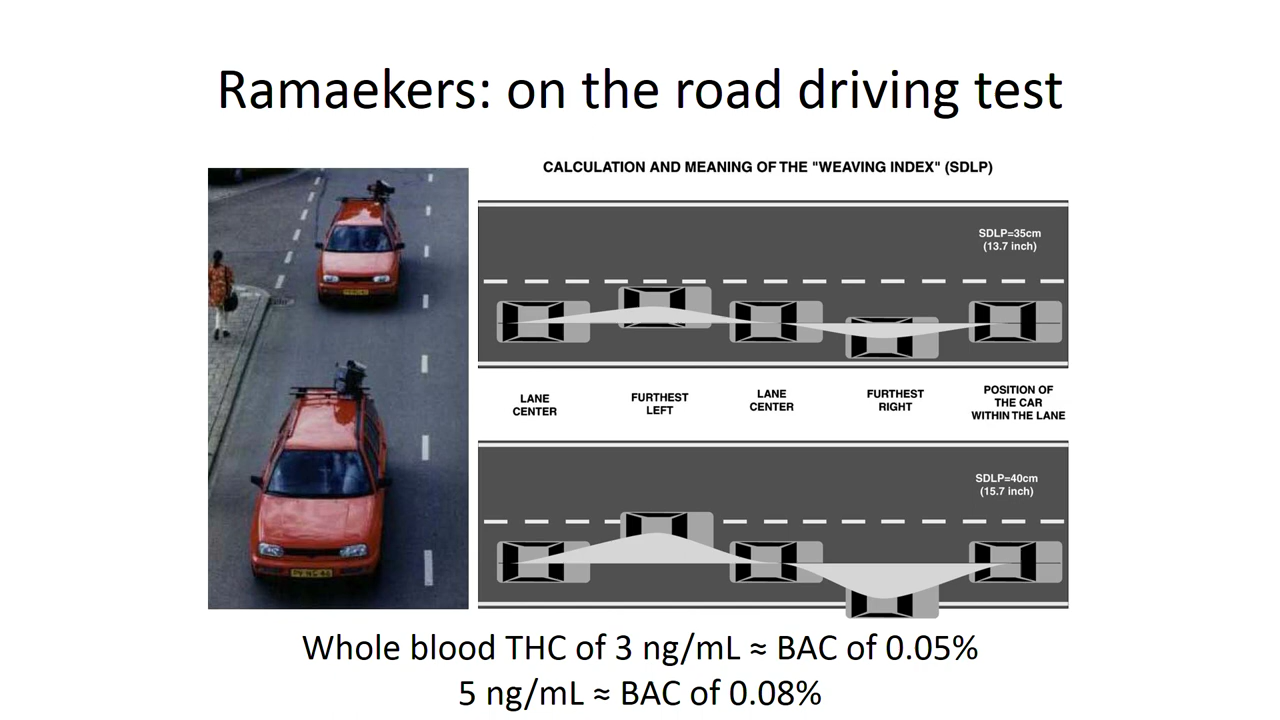 Ramaekers: on the road driving test
CALCULATION AND MEANING OF THE "WEAVING INDEX" (SDLP)
SDLP=35cm
(13.7 inch)
LANE
CENTER
FURTHEST
LEFT
LANE
CENTER
FURTHEST
RIGHT
POSITION OF
THE CAR
WITHIN THE LANE
SDLP=40cm
(15.7 inch)
Whole blood THC of 3 ng/mL ≈ BAC of 0.05%
5 ng/mL ≈ BAC of 0.08%